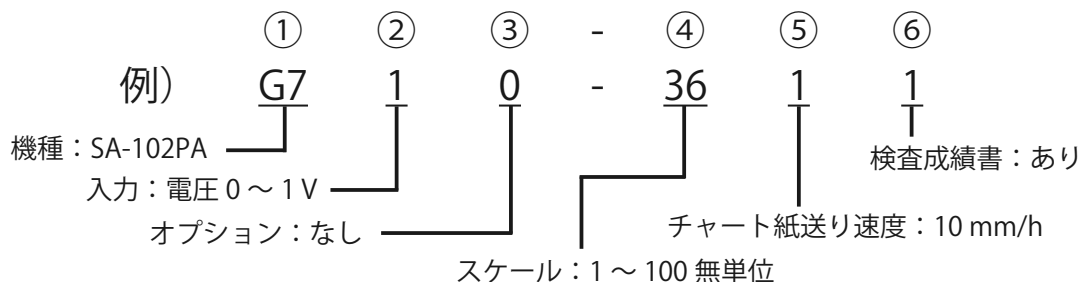 ① ② ③ - ④ ⑤ ⑥
例） G7 1 0 - 36 1 1
機種：SA-102PA
検査成績書：あり
入力：電圧 0 ～ 1 V
チャート紙送り速度：10 mm/h
オプション：なし
スケール：1 ～ 100 無単位